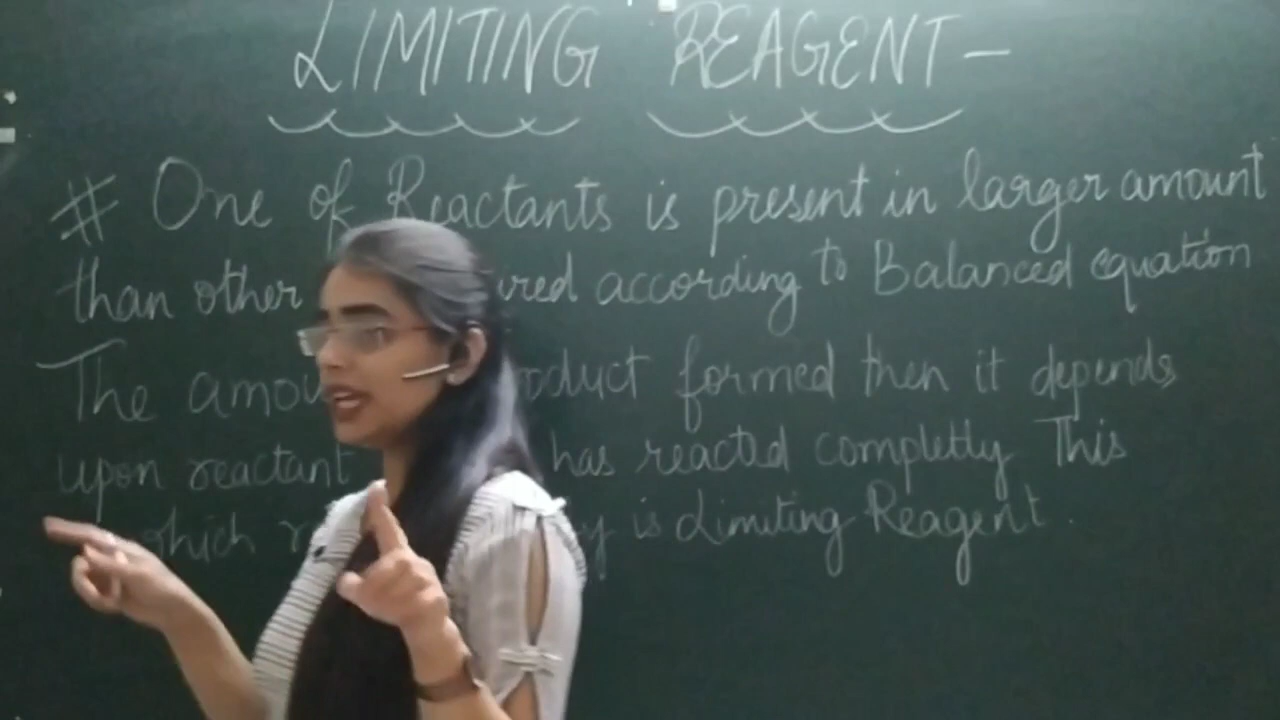 LIMITING REAGENT-
# One of Reactants is present in larger amount
than other ured according to Balanced equation
The amou oduct formed then it depends
upon reactant has reacted completly This
which r y is Limiting Reagent.